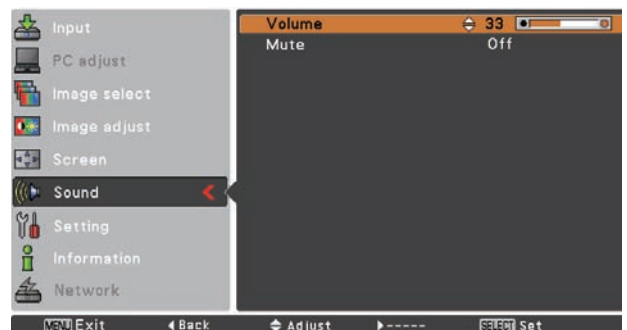 Input
PC adjust
Image select
Image adjust
Screen
Sound
Setting
Information
Network
Volume 33
Mute Off
MENU Exit Back Adjust ----- SELECT Set